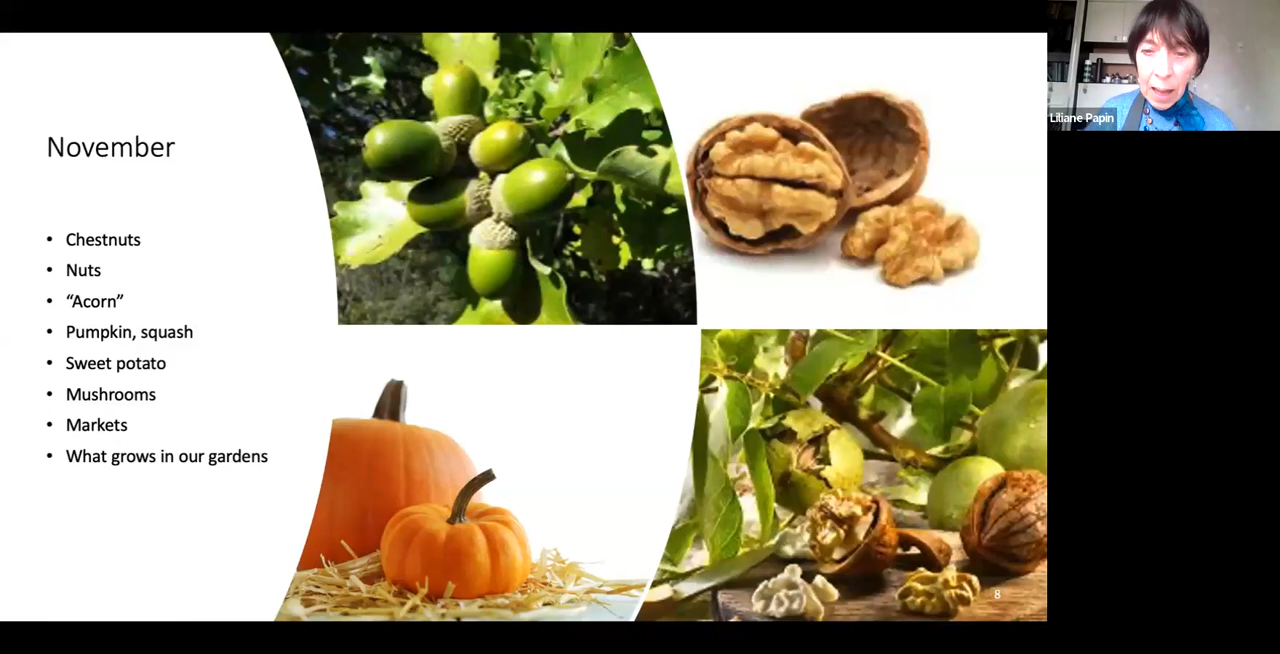 November
• Chestnuts
• Nuts
• “Acorn”
• Pumpkin, squash
• Sweet potato
• Mushrooms
• Markets
• What grows in our gardens
8
Liliane Papin